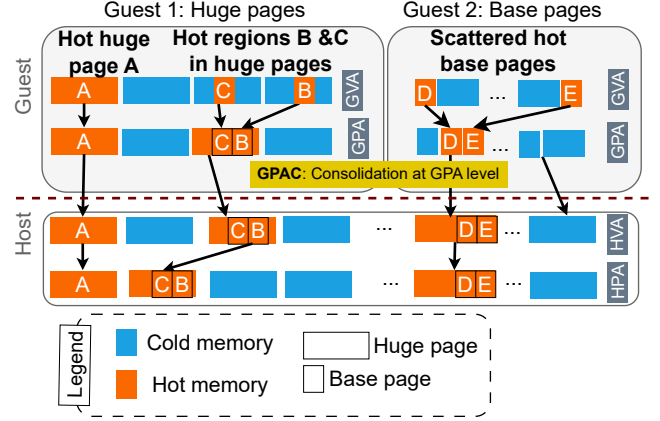 Guest 1: Huge pages
Guest 2: Base pages
Guest
Hot huge
page A
Hot regions B &C
in huge pages
Scattered hot
base pages
A
C
B
GVA
D
...
E
GVA
A
C B
GPA
D E
...
GPA
GPAC: Consolidation at GPA level
Host
A
C B
...
D E
...
HVA
A
C B
...
D E
...
HPA
Legend
Cold memory
Huge page
Hot memory
Base page